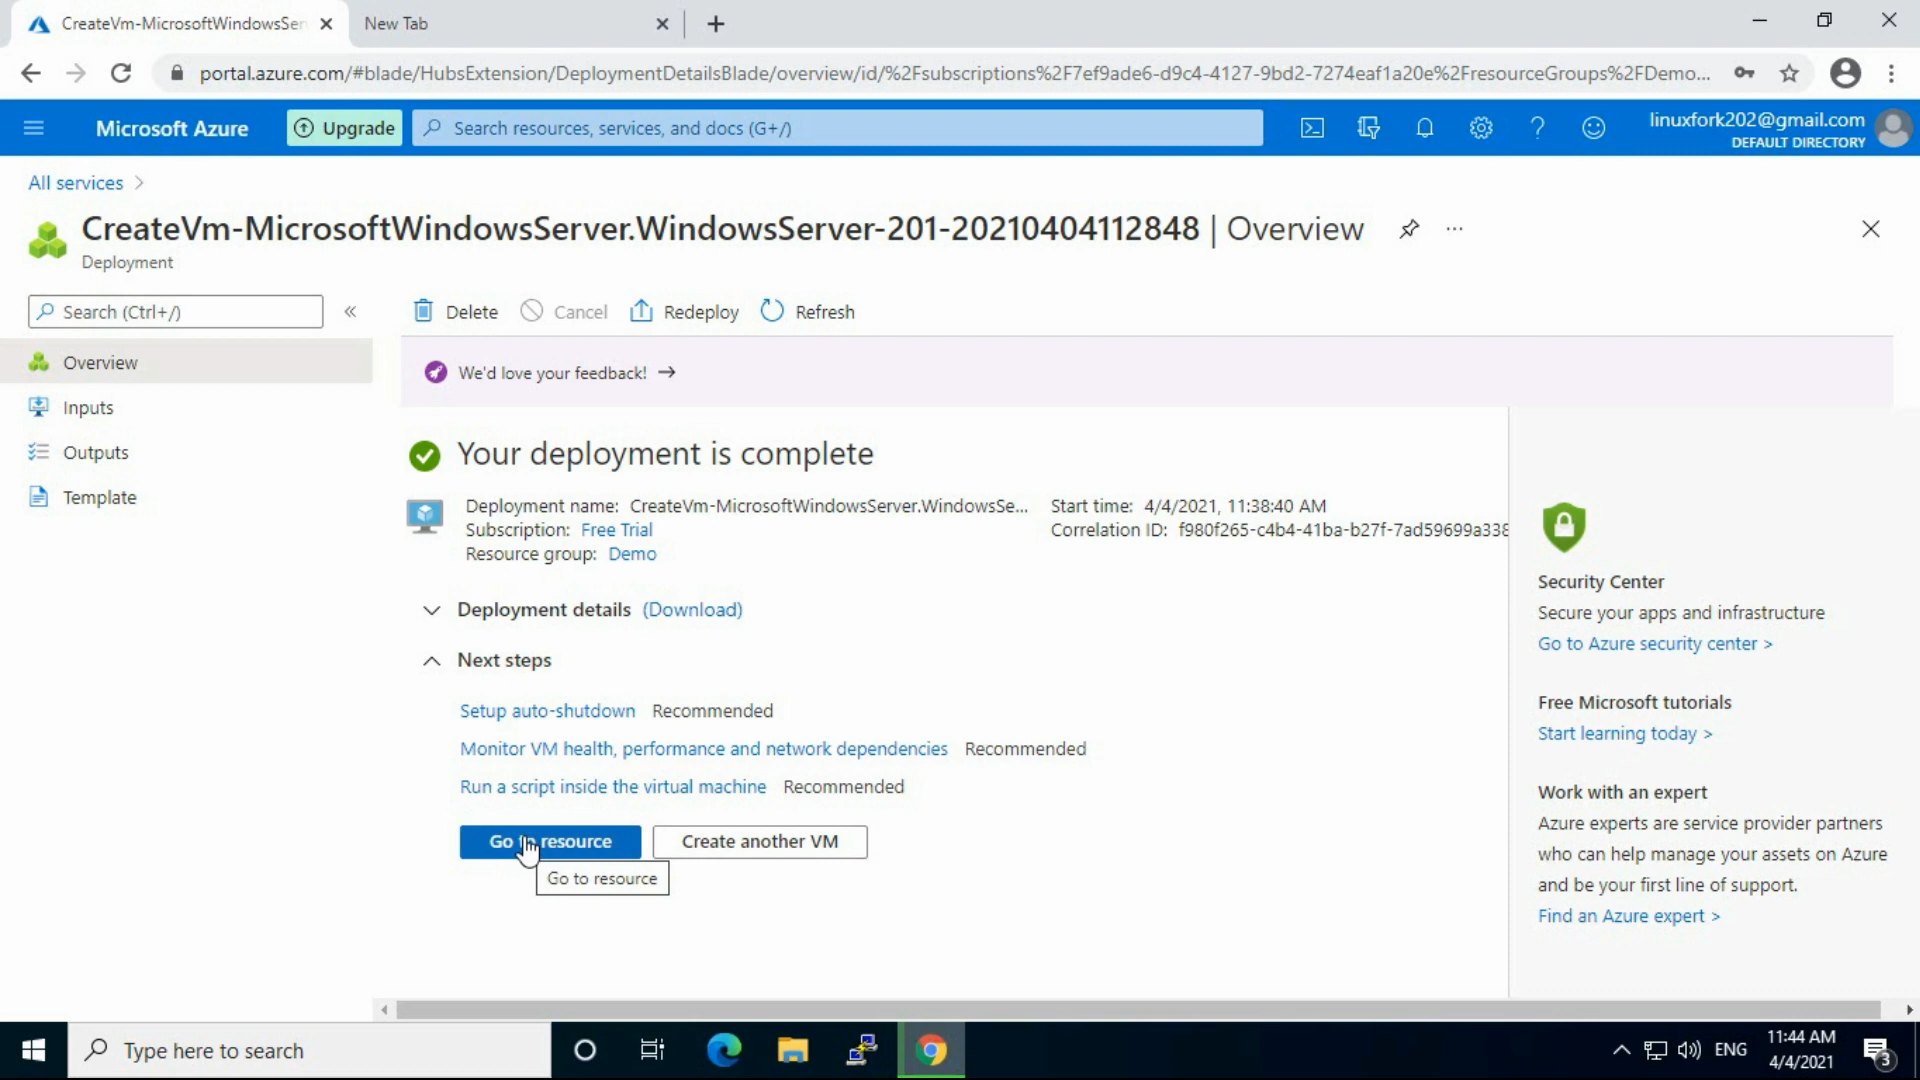 CreateVm-MicrosoftWindowsSer
New Tab
portal.azure.com/#blade/HubsExtension/DeploymentDetailsBlade/overview/id/%2Fsubscriptions%2F7ef9ade6-d9c4-4127-9bd2-7274eaf1a20e%2FresourceGroups%2FDemo...
Microsoft Azure
Upgrade
Search resources, services, and docs (G+/)
linuxfork202@gmail.com
DEFAULT DIRECTORY
All services
CreateVm-MicrosoftWindowsServer.WindowsServer-201-20210404112848 | Overview
Deployment
Search (Ctrl+/)
Delete
Cancel
Redeploy
Refresh
Overview
Inputs
Outputs
Template
We'd love your feedback! →
Your deployment is complete
Deployment name: CreateVm-MicrosoftWindowsServer.WindowsSe...
Subscription: Free Trial
Resource group: Demo
Start time: 4/4/2021, 11:38:40 AM
Correlation ID: f980f265-c4b4-41ba-b27f-7ad59699a338
Deployment details (Download)
Next steps
Setup auto-shutdown Recommended
Monitor VM health, performance and network dependencies Recommended
Run a script inside the virtual machine Recommended
Go to resource
Create another VM
Go to resource
Security Center
Secure your apps and infrastructure
Go to Azure security center >
Free Microsoft tutorials
Start learning today >
Work with an expert
Azure experts are service provider partners
who can help manage your assets on Azure
and be your first line of support.
Find an Azure expert >
Type here to search
ENG
11:44 AM
4/4/2021
3